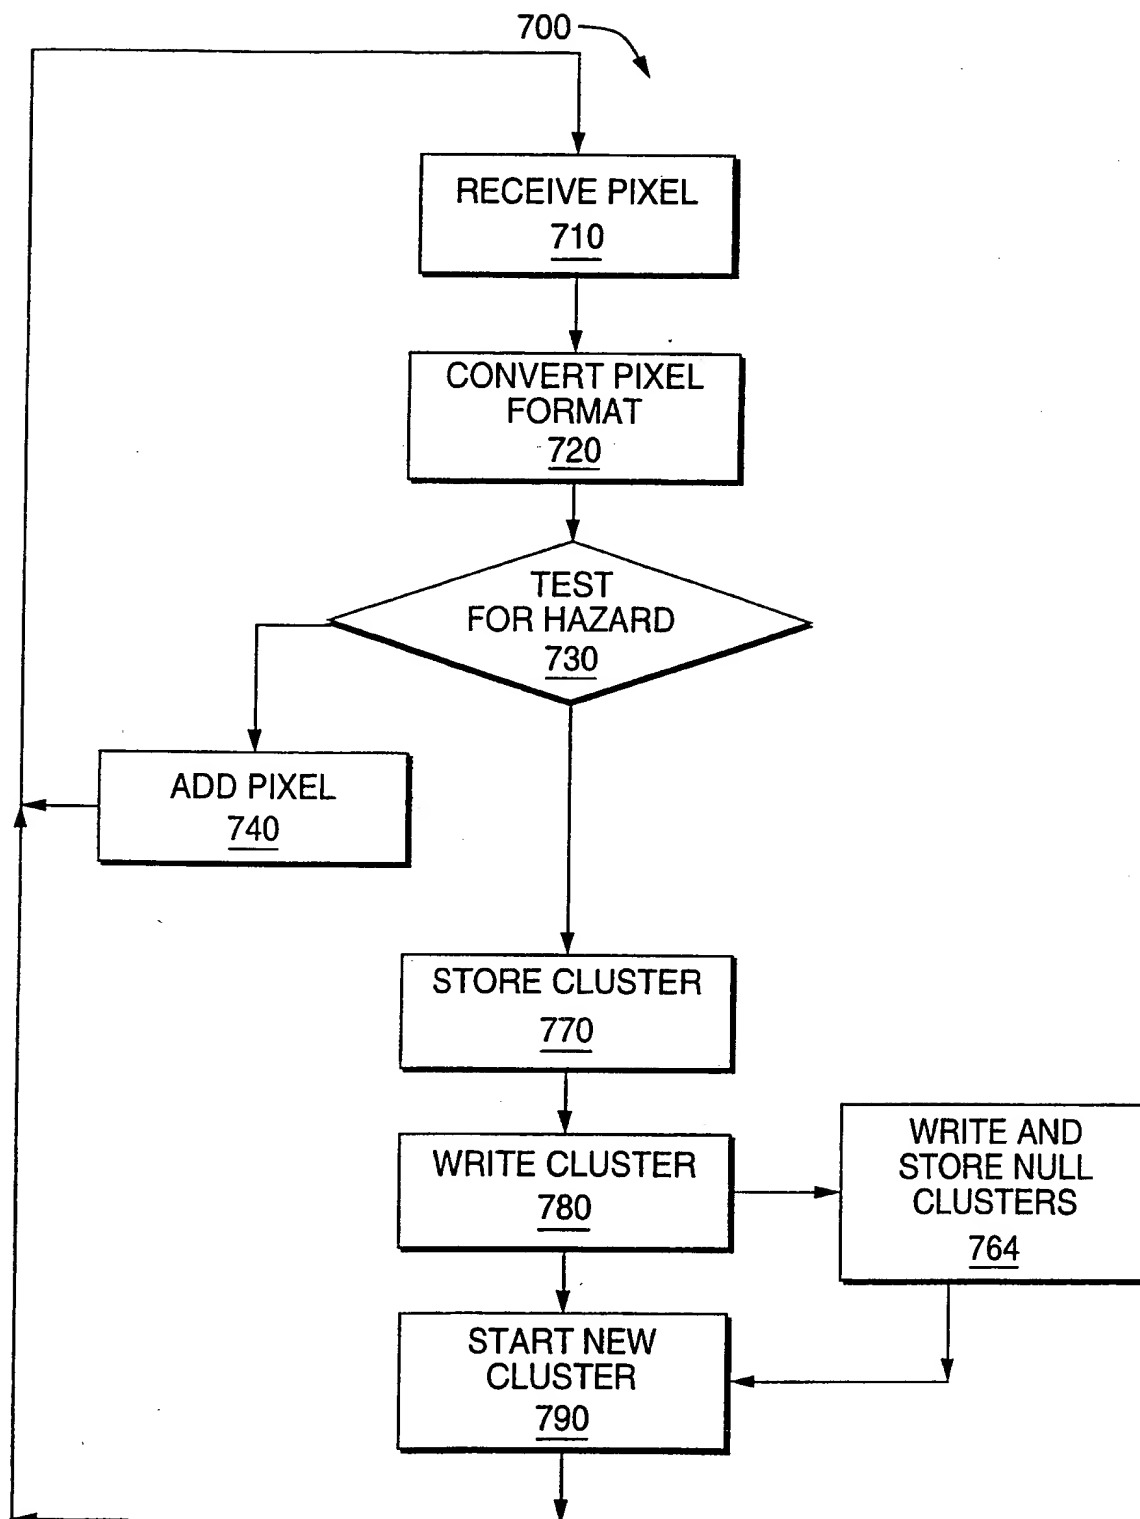 700
RECEIVE PIXEL
710
CONVERT PIXEL
FORMAT
720
TEST
FOR HAZARD
730
ADD PIXEL
740
STORE CLUSTER
770
WRITE CLUSTER
780
WRITE AND
STORE NULL
CLUSTERS
764
START NEW
CLUSTER
790